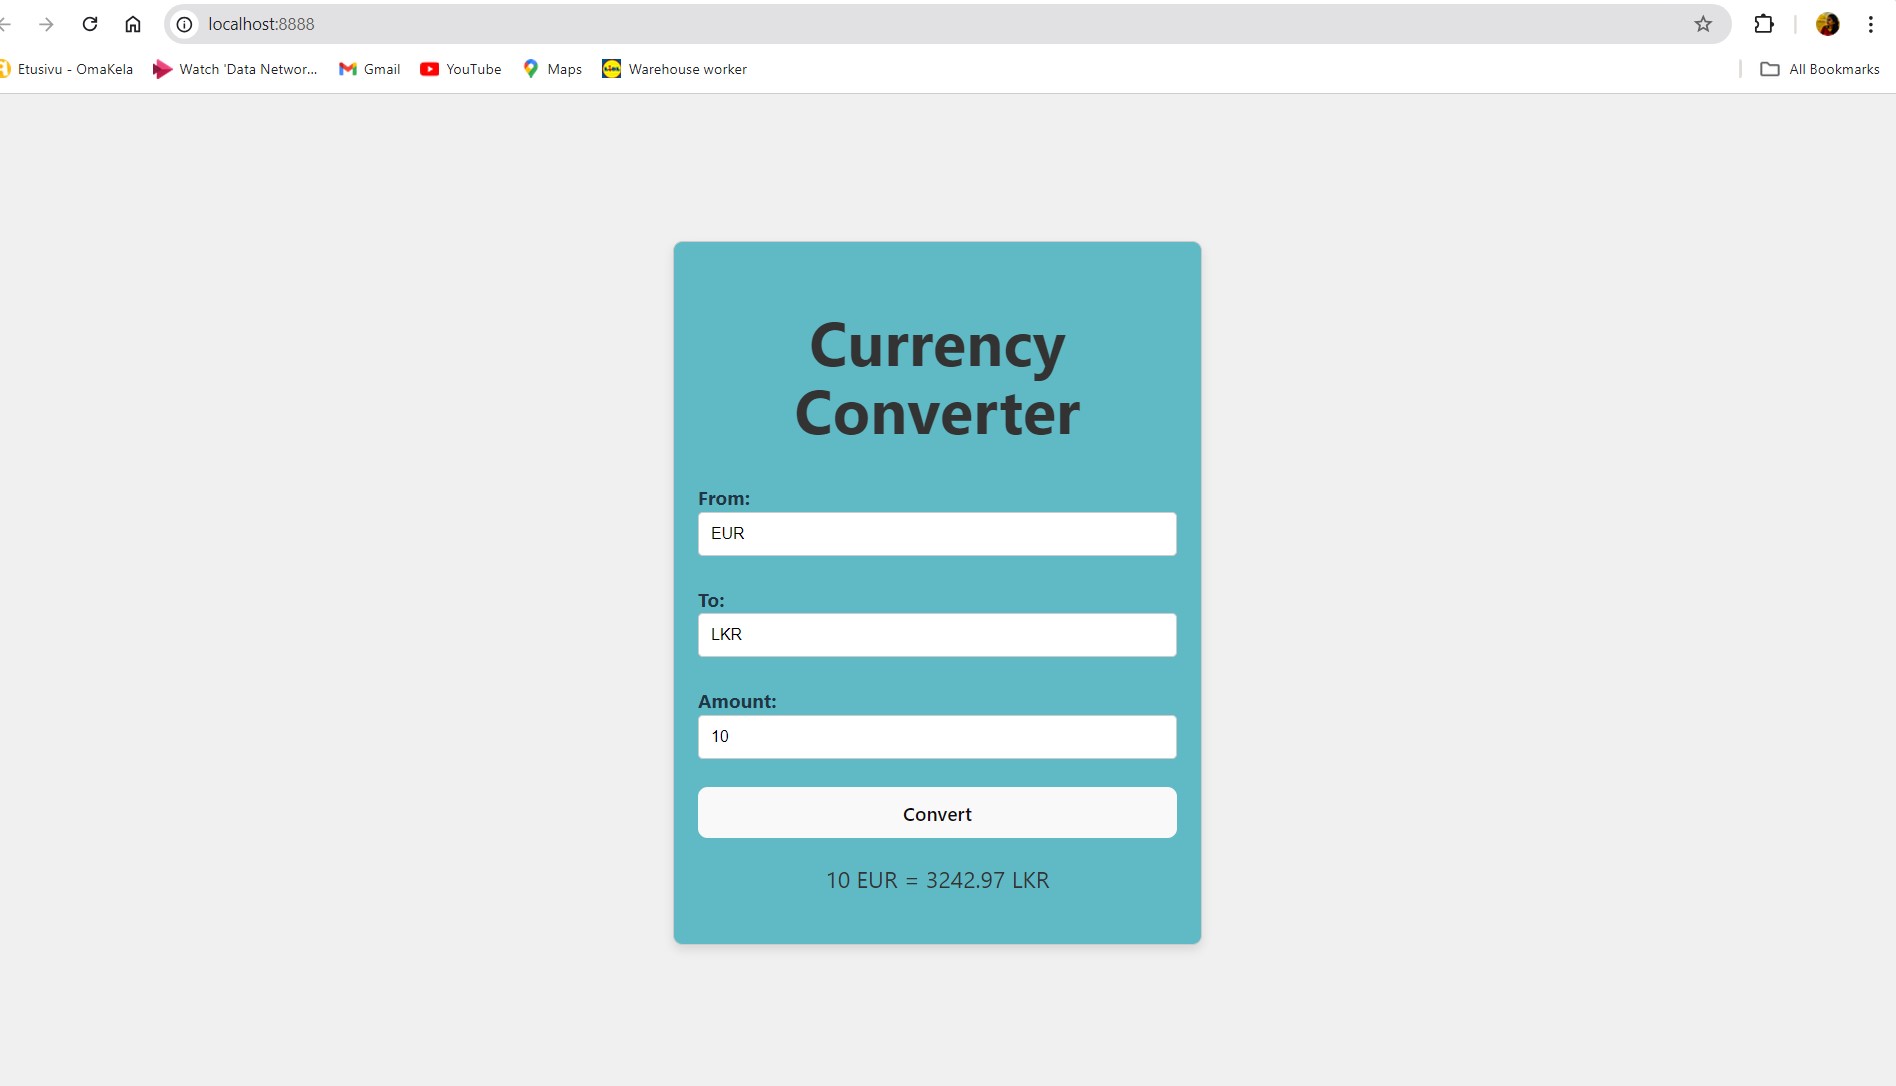 localhost:8888
Etusivu - OmaKela
Watch 'Data Networ...
Gmail
YouTube
Maps
Warehouse worker
All Bookmarks
Currency
Converter
From:
EUR
To:
LKR
Amount:
10
Convert
10 EUR = 3242.97 LKR